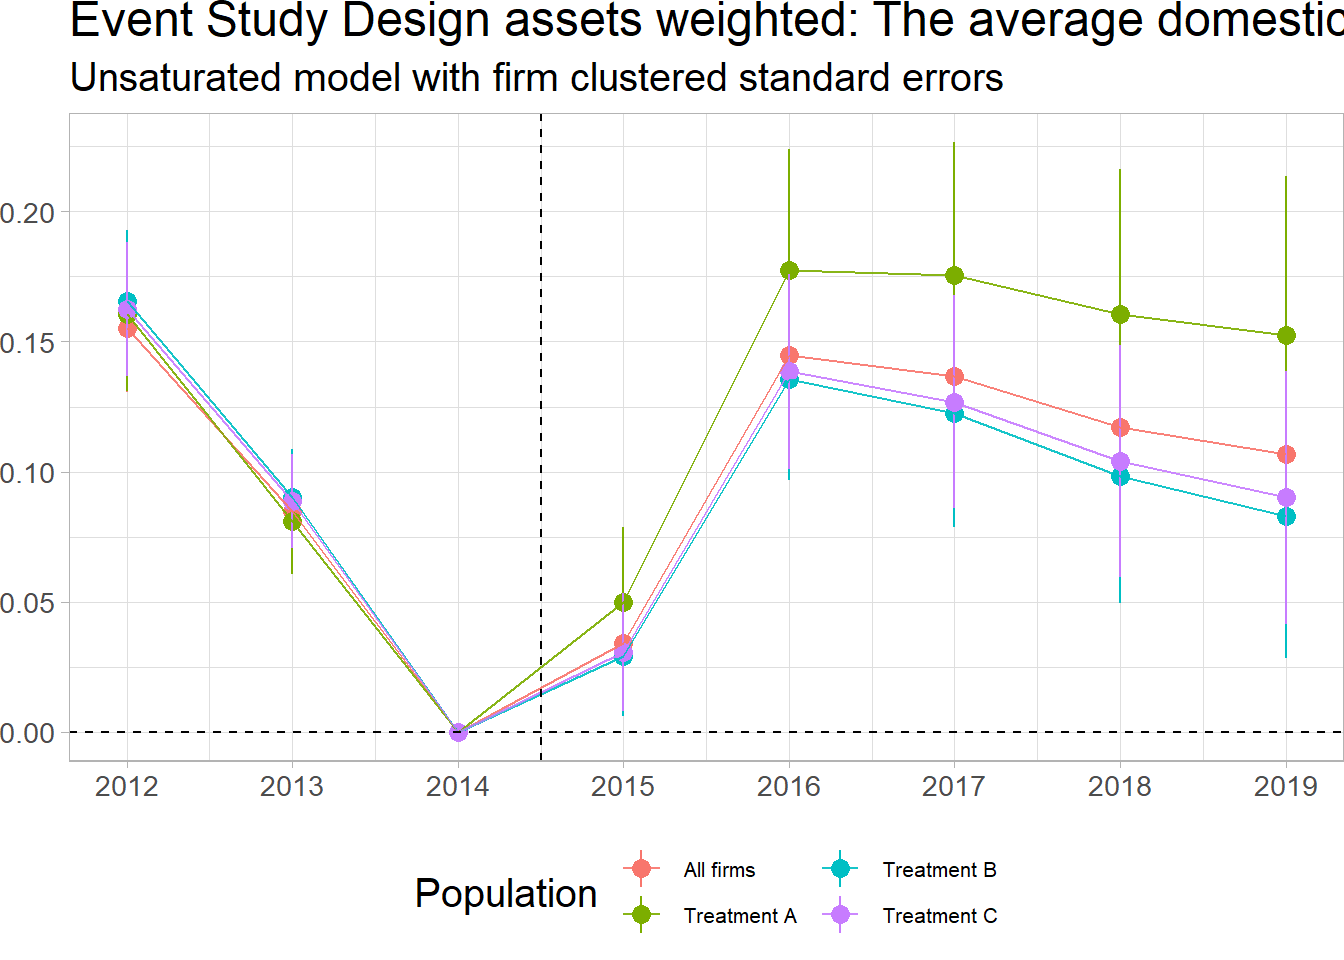 Event Study Design assets weighted: The average domestic
Unsaturated model with firm clustered standard errors
0.20
0.15
0.10
0.05
0.00
2012 2013 2014 2015 2016 2017 2018 2019
Population
All firms
Treatment B
Treatment A
Treatment C